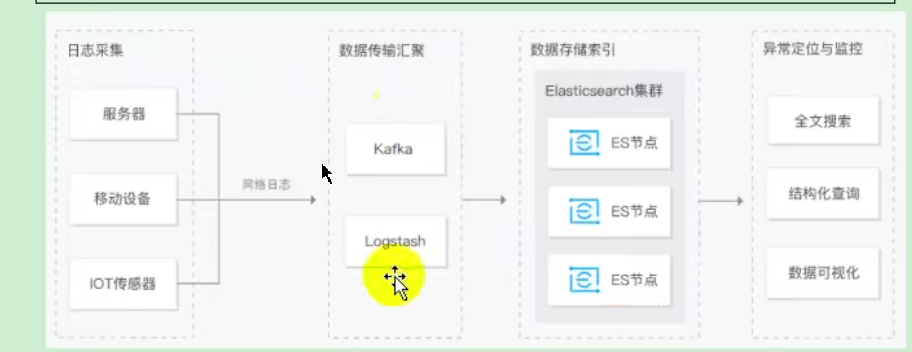 日志采集
服务器
移动设备
IOT传感器
网络日志
数据传输汇聚
Kafka
Logstash
数据存储索引
Elasticsearch集群
ES节点
ES节点
ES节点
异常定位与监控
全文搜索
结构化查询
数据可视化